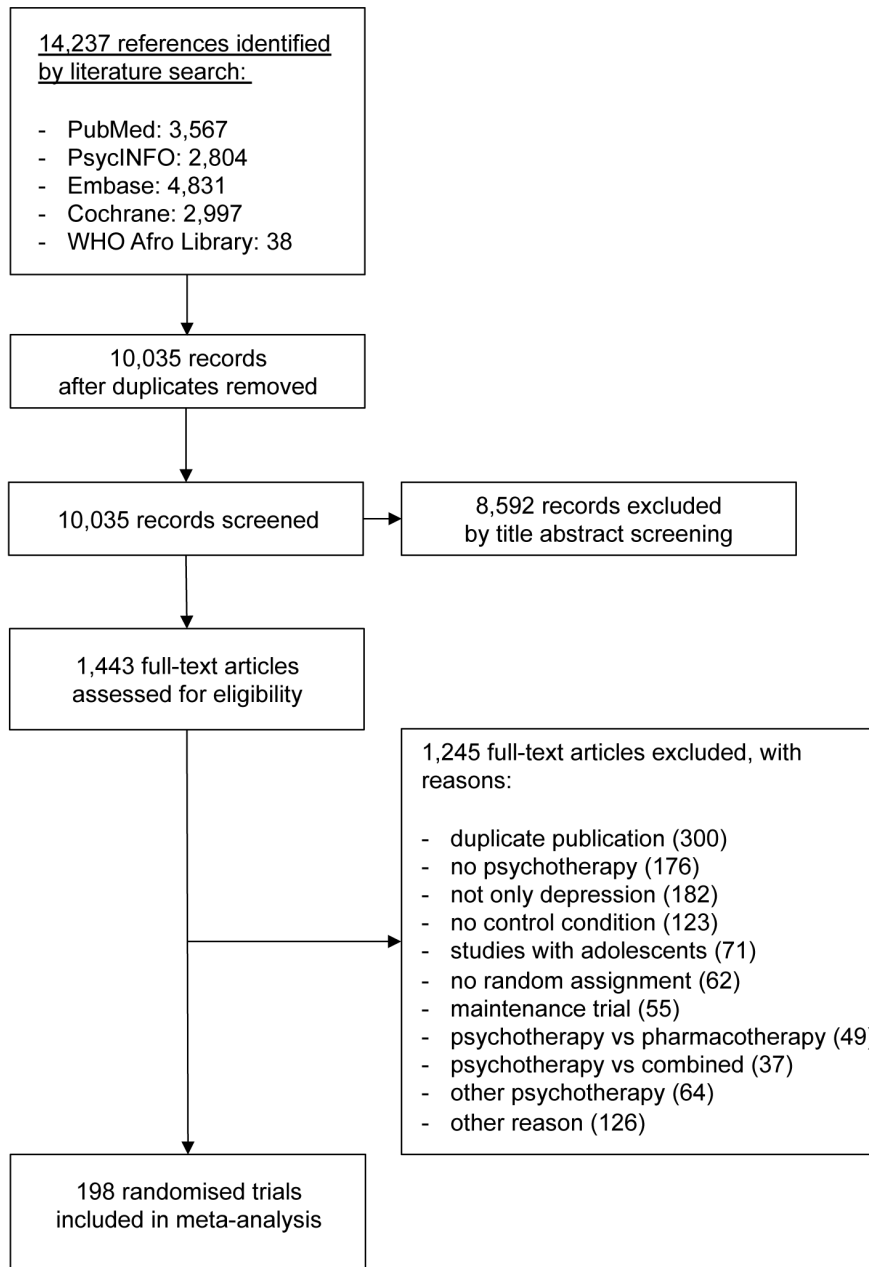 14,237 references identified
by literature search:
- PubMed: 3,567
- PsycINFO: 2,804
- Embase: 4,831
- Cochrane: 2,997
- WHO Afro Library: 38
10,035 records
after duplicates removed
10,035 records screened
8,592 records excluded
by title abstract screening
1,443 full-text articles
assessed for eligibility
1,245 full-text articles excluded, with
reasons:
- duplicate publication (300)
- no psychotherapy (176)
- not only depression (182)
- no control condition (123)
- studies with adolescents (71)
- no random assignment (62)
- maintenance trial (55)
- psychotherapy vs pharmacotherapy (49)
- psychotherapy vs combined (37)
- other psychotherapy (64)
- other reason (126)
198 randomised trials
included in meta-analysis